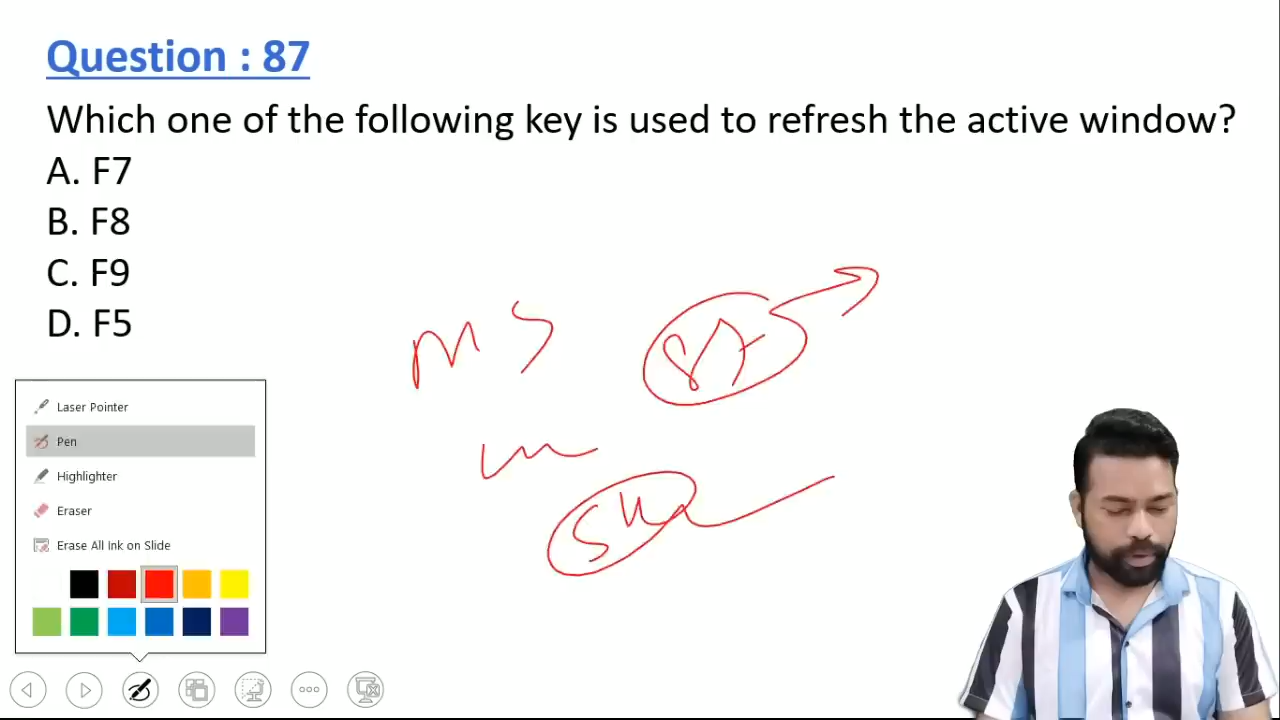 Question : 87
Which one of the following key is used to refresh the active window?
A. F7
B. F8
C. F9
D. F5
MS
Laser Pointer
Pen
Highlighter
Eraser
Erase All Ink on Slide